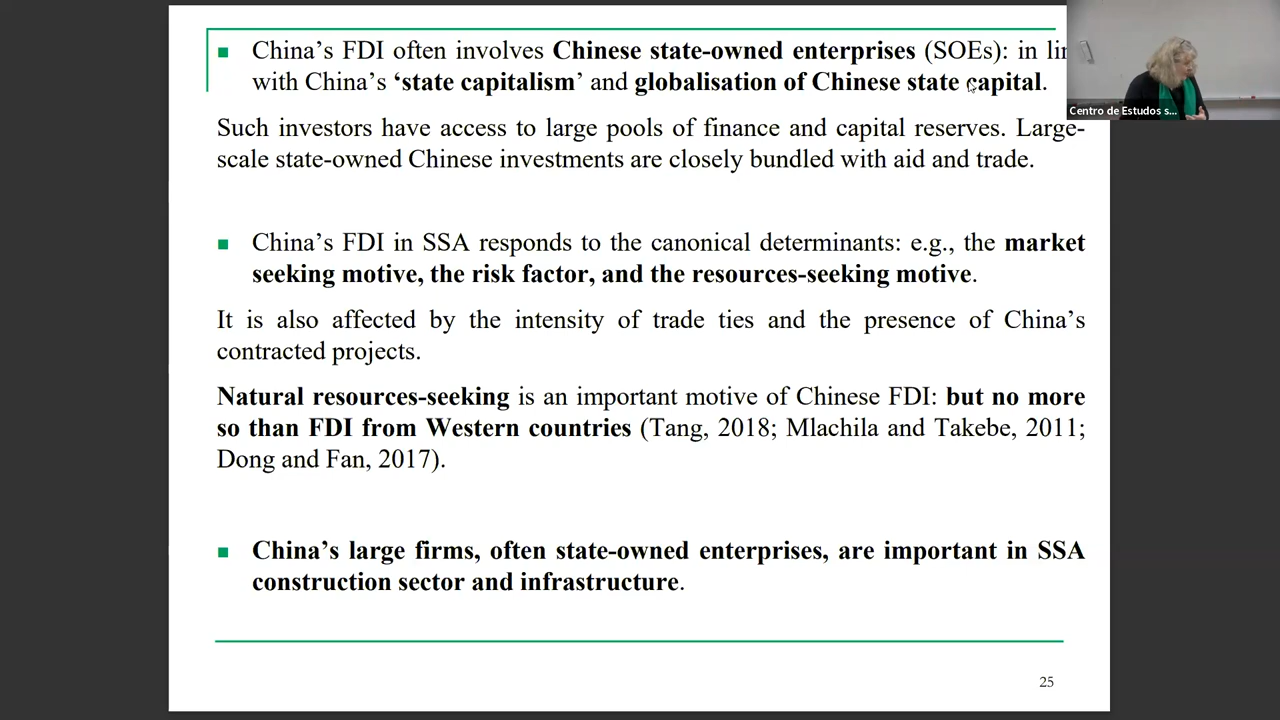 China’s FDI often involves Chinese state-owned enterprises (SOEs): in
with China’s ‘state capitalism’ and globalisation of Chinese state capital.
Such investors have access to large pools of finance and capital reserves. Large-
scale state-owned Chinese investments are closely bundled with aid and trade.
China’s FDI in SSA responds to the canonical determinants: e.g., the market
seeking motive, the risk factor, and the resources-seeking motive.
It is also affected by the intensity of trade ties and the presence of China’s
contracted projects.
Natural resources-seeking is an important motive of Chinese FDI: but no more
so than FDI from Western countries (Tang, 2018; Mlachila and Takebe, 2011;
Dong and Fan, 2017).
China’s large firms, often state-owned enterprises, are important in SSA
construction sector and infrastructure.
25
Centro de Estudos s...